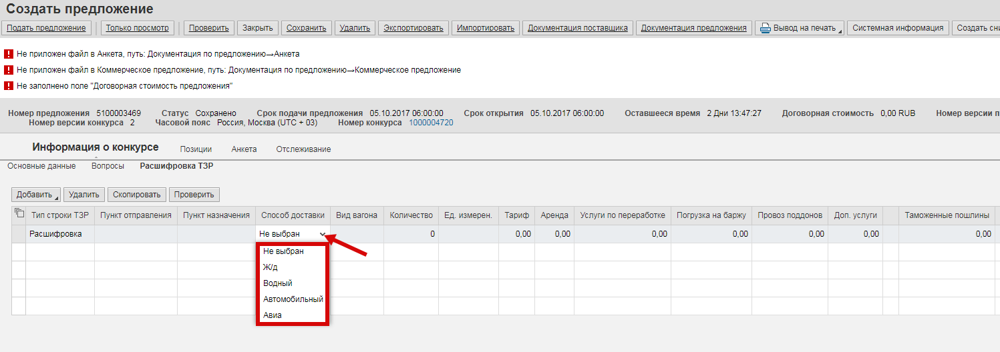 Создать предложение
Подать предложение Только просмотр Проверить Закрыть Сохранить Удалить Экспортировать Импортировать Документация поставщика Документация предложения Вывод на печать Системная информация Создать сни
Не приложен файл в Анкета, путь: Документация по предложению→Анкета
Не приложен файл в Коммерческое предложение, путь: Документация по предложению→Коммерческое предложение
Не заполнено поле "Договорная стоимость предложения"
Номер предложения 5100003469 Статус Сохранено Срок подачи предложения 05.10.2017 06:00:00 Срок открытия 05.10.2017 06:00:00 Оставшееся время 2 Дни 13:47:27 Договорная стоимость 0,00 RUB Номер версии п
Номер версии конкурса 2 Часовой пояс Россия, Москва (UTC + 03) Номер конкурса 1000004720
Информация о конкурсе Позиции Анкета Отслеживание
Основные данные Вопросы Расшифровка ТЗР
Добавить Удалить Скопировать Проверить
Тип строки ТЗР Пункт отправления Пункт назначения Способ доставки Вид вагона Количество Ед. измерен. Тариф Аренда Услуги по переработке Погрузка на баржу Провоз поддонов Доп. услуги Таможенные пошлины
Расшифровка Не выбран 0 0,00 0,00 0,00 0,00 0,00 0,00 0,00
Не выбран
Ж/д
Водный
Автомобильный
Авиа